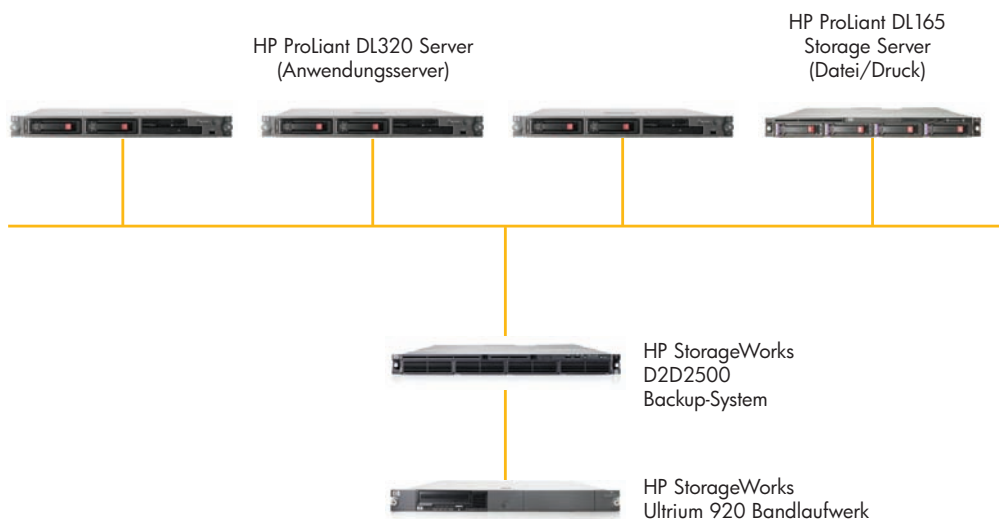 HP ProLiant DL320 Server
(Anwendungsserver)
HP ProLiant DL165
Storage Server
(Datei/Druck)
HP StorageWorks
D2D2500
Backup-System
HP StorageWorks
Ultrium 920 Bandlaufwerk